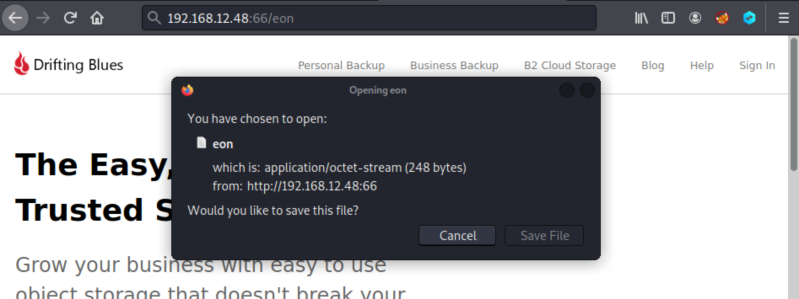 192.168.12.48:66/eon
Drifting Blues
Personal Backup Business Backup B2 Cloud Storage Blog Help Sign In
Opening eon
You have chosen to open:
eon
which is: application/octet-stream (248 bytes)
from: http://192.168.12.48:66
Would you like to save this file?
Cancel Save File
The Easy,
Trusted S
Grow your business with easy to use
object storage that doesn't break your